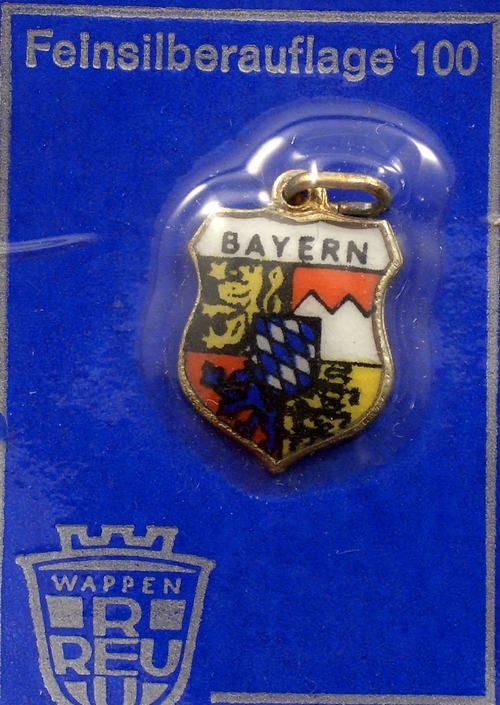 Feinsilberauflage 100
BAYERN
WAPPEN
R
REU
U